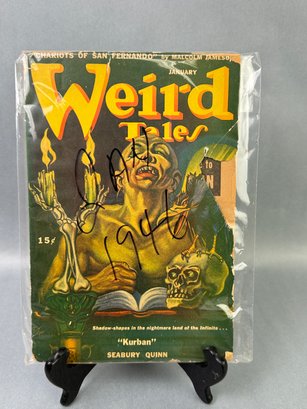 "CHARIOTS OF SAN FERNANDO" by MALCOLM JAMESON
JANUARY
Weird
Tales
15¢
1946
Shadow-shapes in the nightmare land of the Infinite...
"Kurban"
SEABURY QUINN